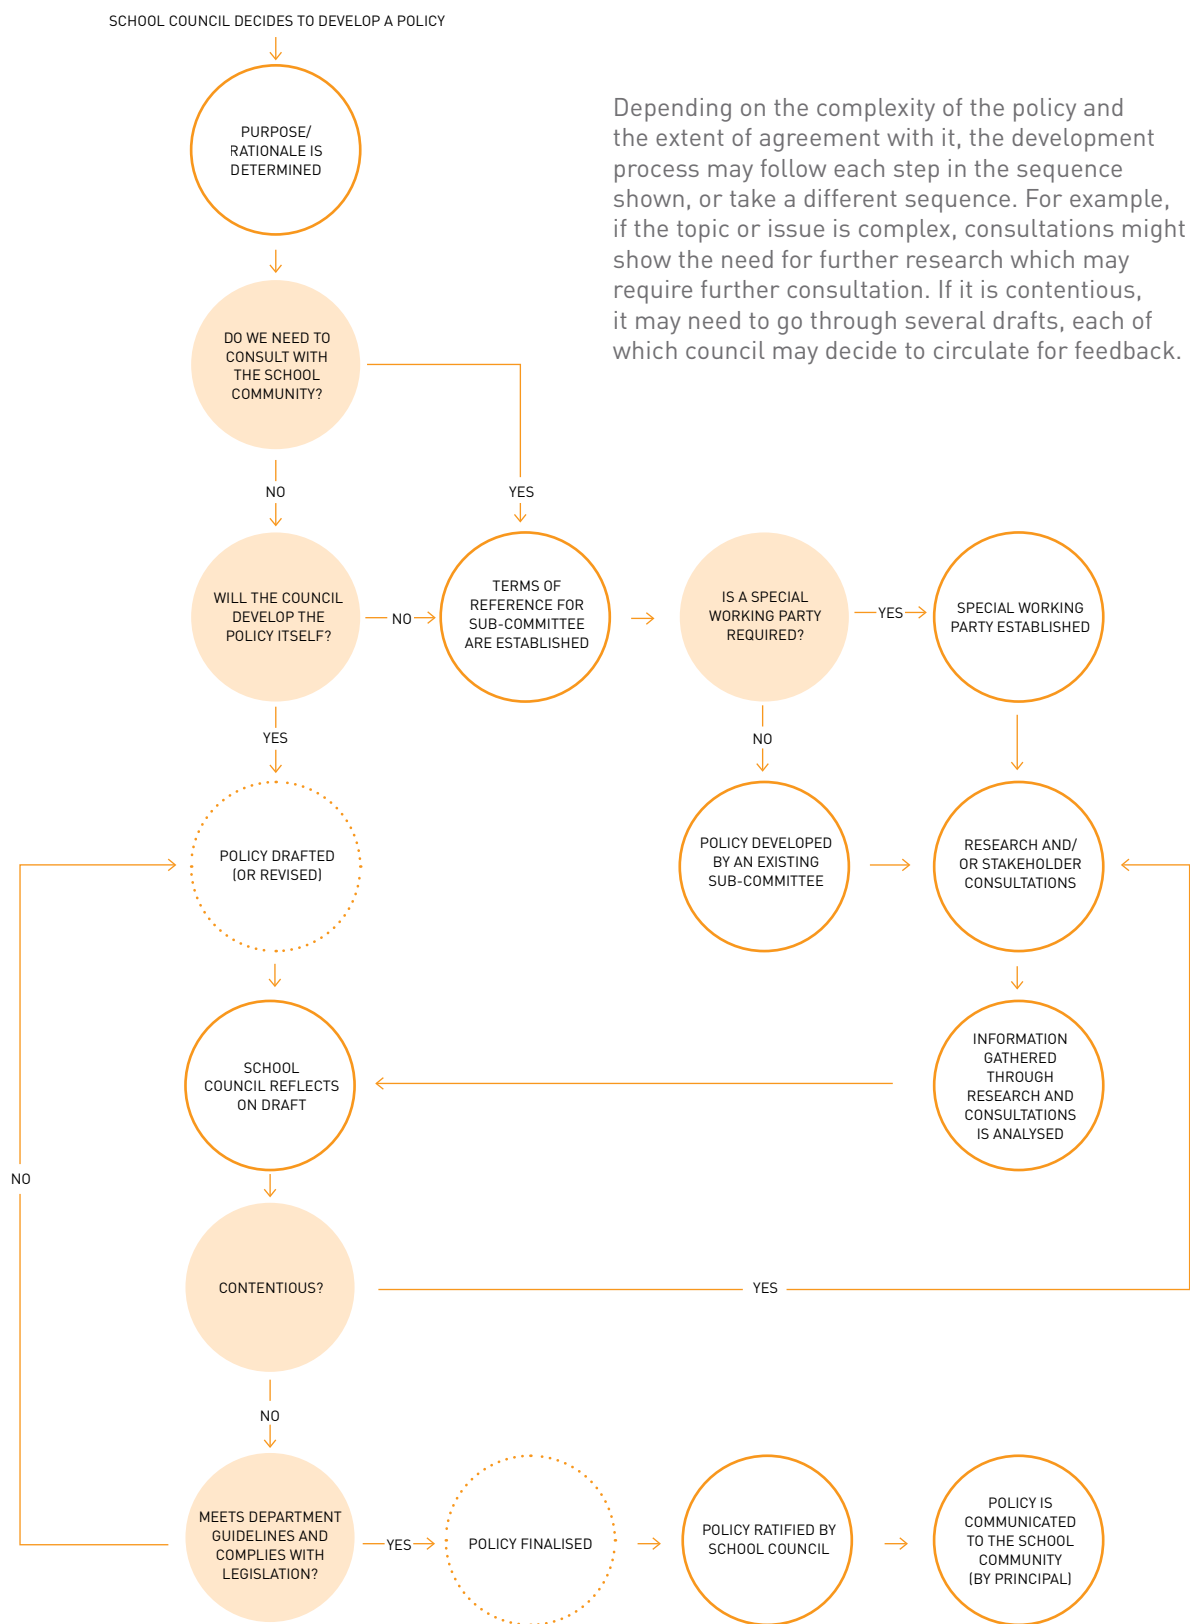 SCHOOL COUNCIL DECIDES TO DEVELOP A POLICY
PURPOSE/
RATIONALE IS
DETERMINED
Depending on the complexity of the policy and
the extent of agreement with it, the development
process may follow each step in the sequence
shown, or take a different sequence. For example,
if the topic or issue is complex, consultations might
show the need for further research which may
require further consultation. If it is contentious,
it may need to go through several drafts, each of
which council may decide to circulate for feedback.
DO WE NEED TO
CONSULT WITH
THE SCHOOL
COMMUNITY?
NO
YES
WILL THE COUNCIL
DEVELOP THE
POLICY ITSELF?
NO
TERMS OF
REFERENCE FOR
SUB-COMMITTEE
ARE ESTABLISHED
IS A SPECIAL
WORKING PARTY
REQUIRED?
YES
SPECIAL WORKING
PARTY ESTABLISHED
YES
NO
POLICY DRAFTED
(OR REVISED)
POLICY DEVELOPED
BY AN EXISTING
SUB-COMMITTEE
RESEARCH AND/
OR STAKEHOLDER
CONSULTATIONS
SCHOOL
COUNCIL REFLECTS
ON DRAFT
INFORMATION
GATHERED
THROUGH
RESEARCH AND
CONSULTATIONS
IS ANALYSED
NO
CONTENTIOUS?
YES
NO
MEETS DEPARTMENT
GUIDELINES AND
COMPLIES WITH
LEGISLATION?
YES
POLICY FINALISED
POLICY RATIFIED BY
SCHOOL COUNCIL
POLICY IS
COMMUNICATED
TO THE SCHOOL
COMMUNITY
(BY PRINCIPAL)